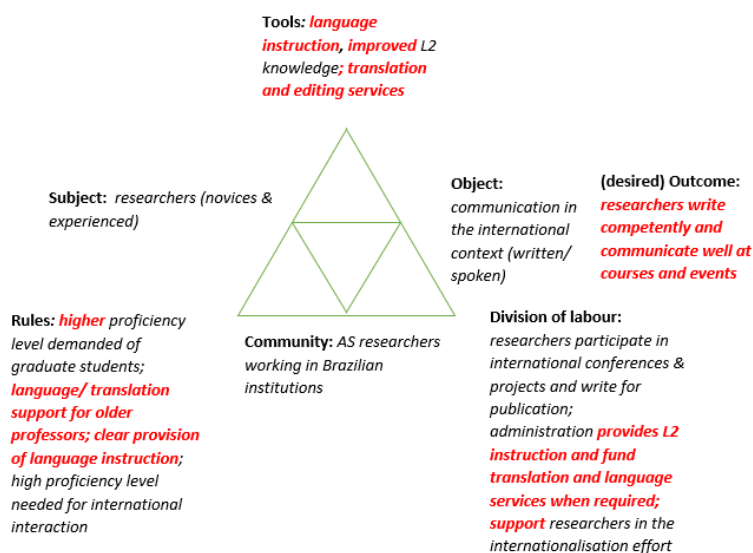 Tools: language
instruction, improved L2
knowledge; translation
and editing services
Subject: researchers (novices &
experienced)
Object:
communication in
the international
context (written/
spoken)
(desired) Outcome:
researchers write
competently and
communicate well at
courses and events
Rules: higher proficiency
level demanded of
graduate students;
language/ translation
support for older
professors; clear provision
of language instruction;
high proficiency level
needed for international
interaction
Community: AS researchers
working in Brazilian
institutions
Division of labour:
researchers participate in
international conferences &
projects and write for
publication;
administration provides L2
instruction and fund
translation and language
services when required;
support researchers in the
internationalisation effort